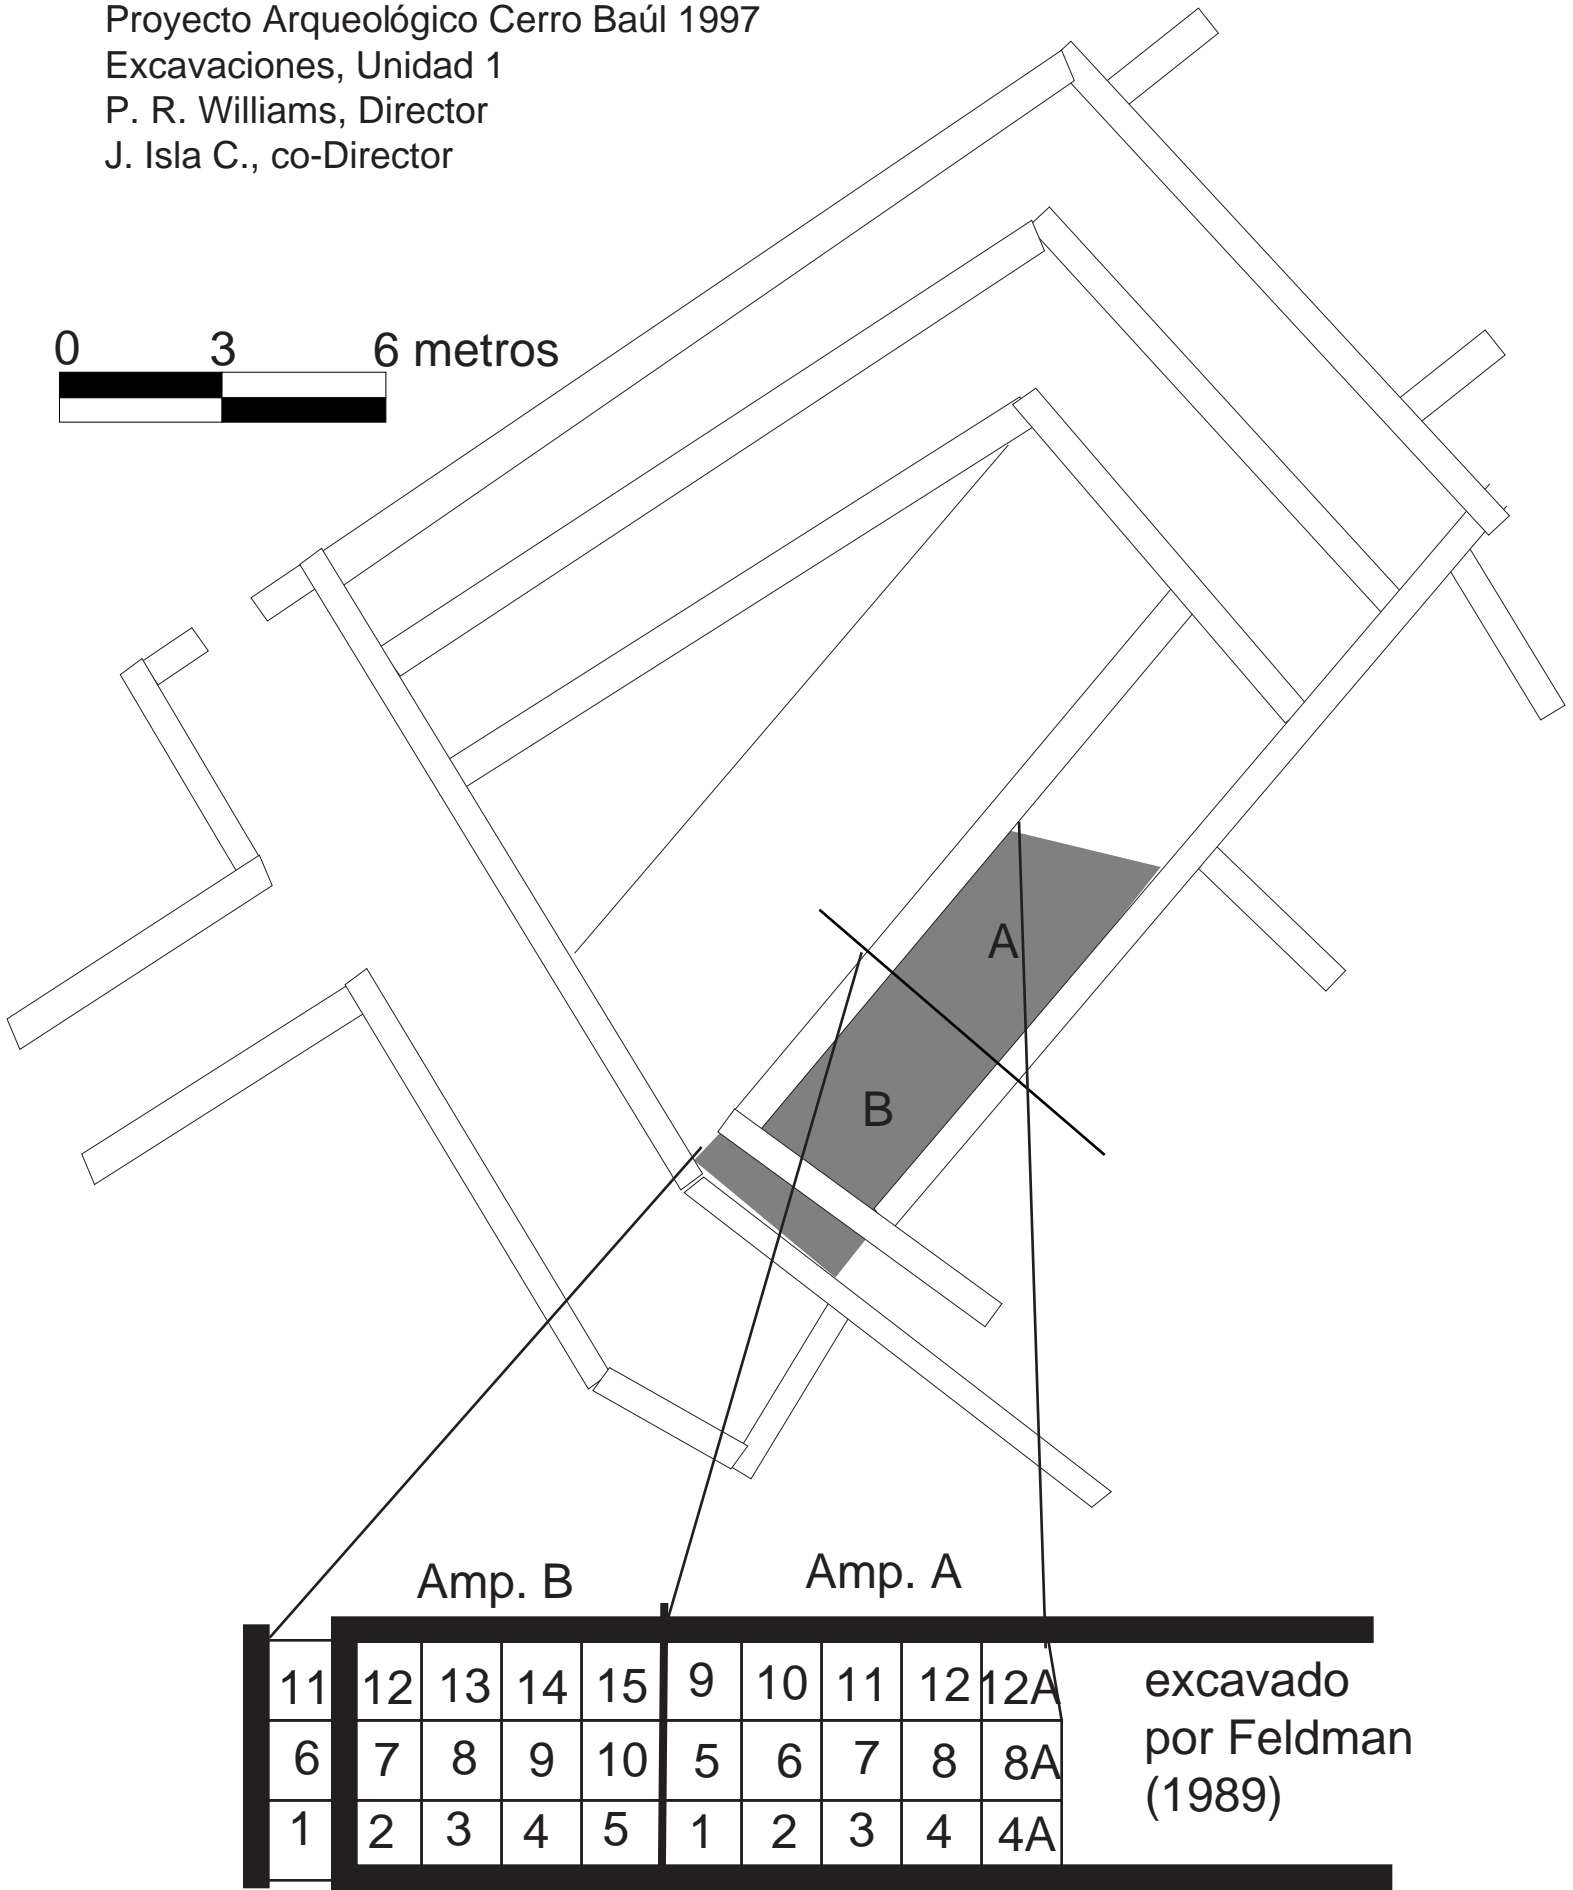 Proyecto Arqueológico Cerro Baúl 1997
Excavaciones, Unidad 1
P. R. Williams, Director
J. Isla C., co-Director
0 3 6 metros
A
B
Amp. B Amp. A
11 12 13 14 15 9 10 11 12 12A
6 7 8 9 10 5 6 7 8 8A
1 2 3 4 5 1 2 3 4 4A
excavado
por Feldman
(1989)